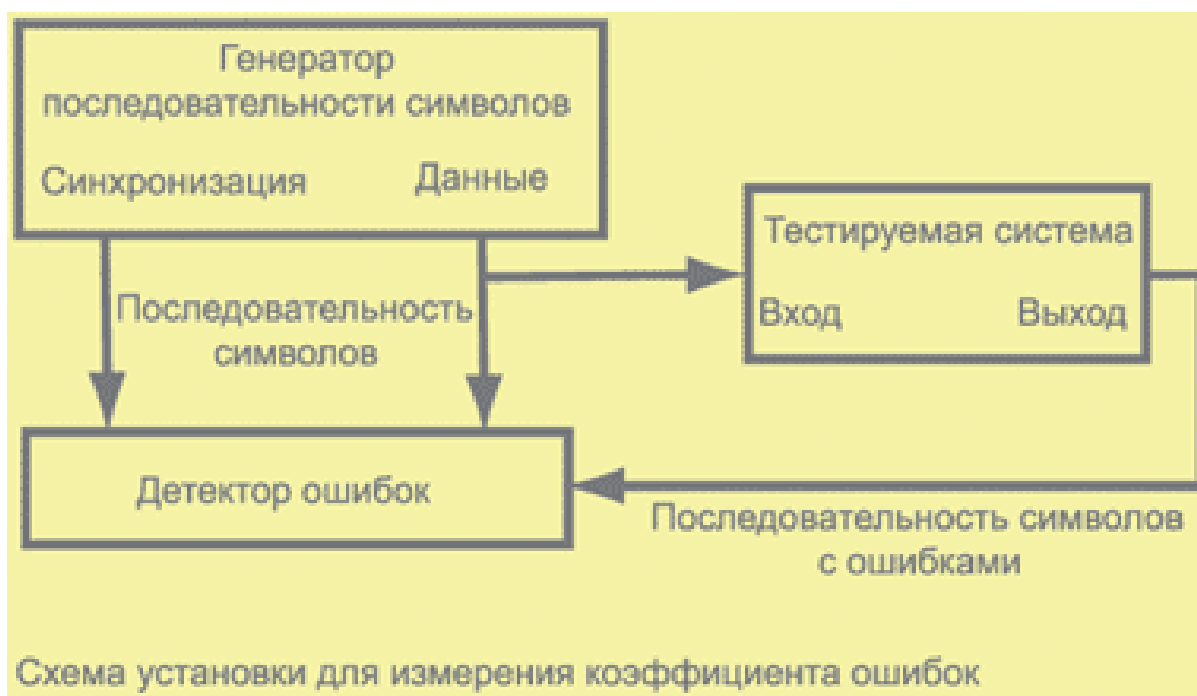 Генератор
последовательности символов
Синхронизация
Данные
Тестируемая система
Вход
Выход
Последовательность
символов
Детектор ошибок
Последовательность символов
с ошибками
Схема установки для измерения коэффициента ошибок